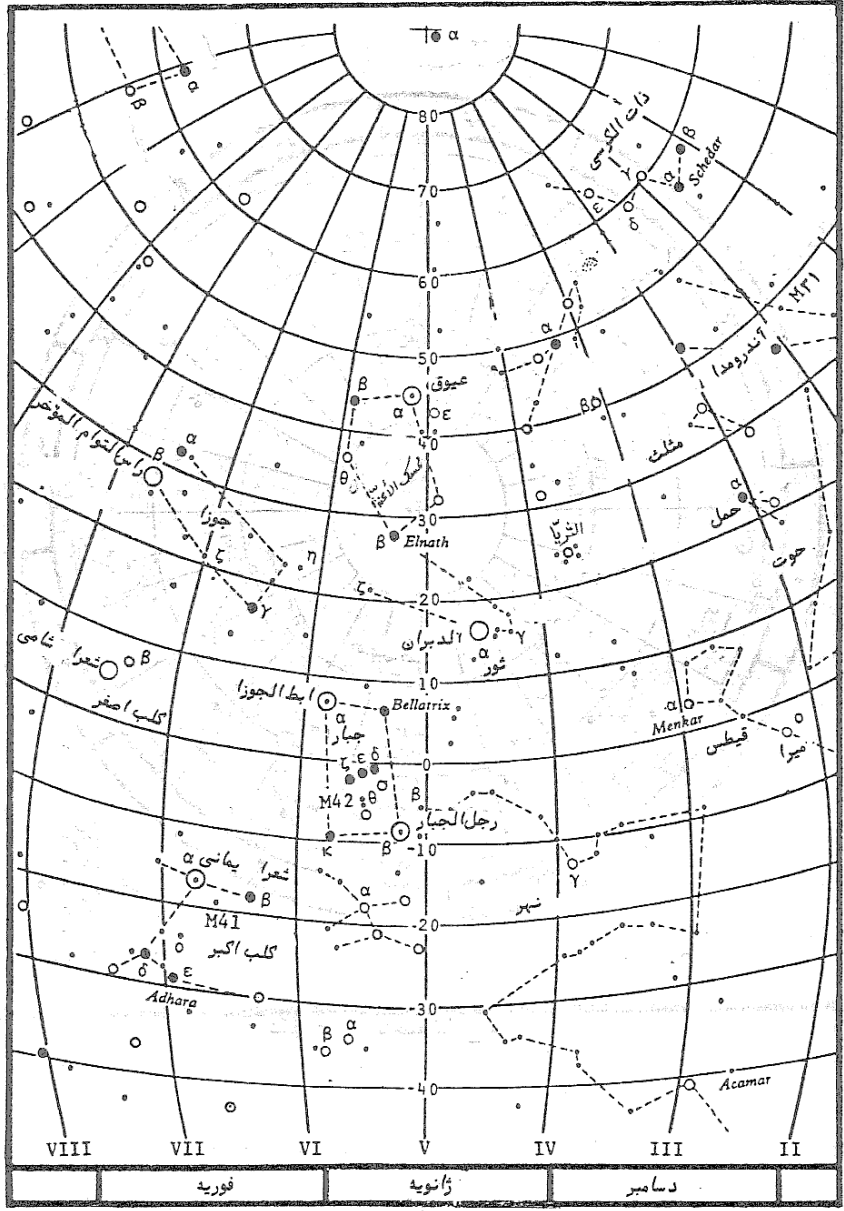 α
β
α
80
ذات الکرسی
β
Schedar
α
γ
ε
δ
70
60
M۳۱
α
آندرومدا
50
عیوق
β
α
ε
β
40
مثلث
راس التوام المؤخر
β
α
θ
جوزا
ζ
η
30
β
Elnath
حمل
α
حوت
ζ
20
γ
γ
الدبران
α
ثور
شعرا شامی
β
کلب اصغر
10
ابط الجوزا
Bellatrix
α
جبار
α
Menkar
قیطس
میرا
0
ζ
ε
δ
M42
θ
β
رجل الجبار
κ
β
-10
γ
شعرا یمانی
α
β
M41
α
نهر
-20
کلب اکبر
δ
ε
Adhara
-30
β
α
-40
Acamar
VIII
VII
VI
V
IV
III
II
فوریه
ژانویه
دسامبر